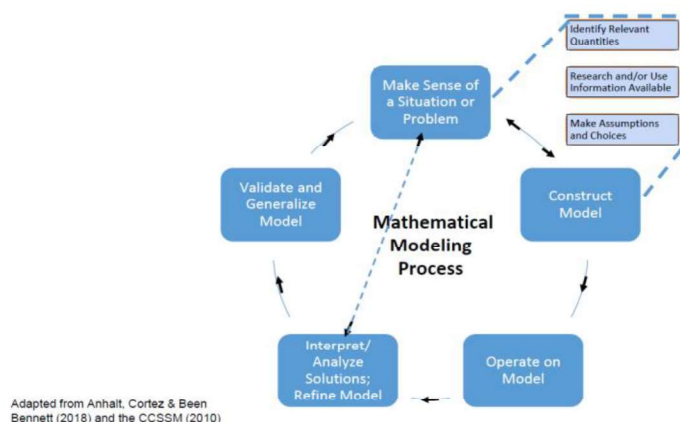 Identify Relevant
Quantities
Research and/or Use
Information Available
Make Assumptions
and Choices
Make Sense of
a Situation or
Problem
Construct
Model
Operate on
Model
Interpret/
Analyze
Solutions;
Refine Model
Validate and
Generalize
Model
Mathematical
Modeling
Process
Adapted from Anhalt, Cortez & Been
Bennett (2018) and the CCSSM (2010)